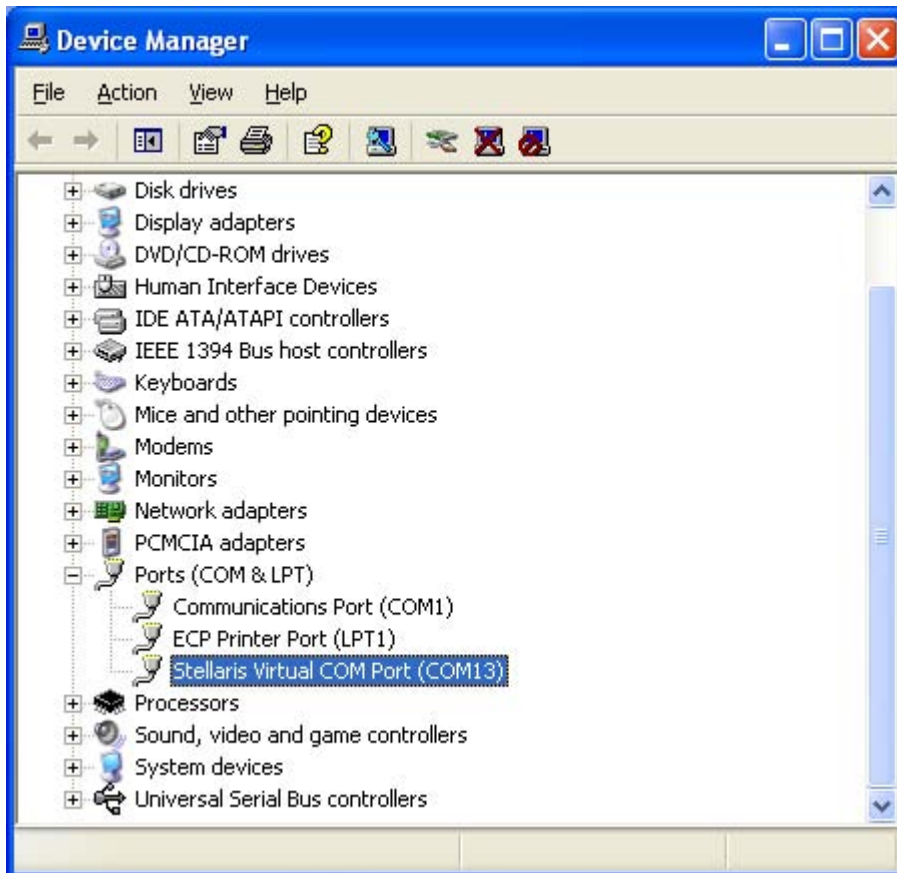 Device Manager
File Action View Help
Disk drives
Display adapters
DVD/CD-ROM drives
Human Interface Devices
IDE ATA/ATAPI controllers
IEEE 1394 Bus host controllers
Keyboards
Mice and other pointing devices
Modems
Monitors
Network adapters
PCMCIA adapters
Ports (COM & LPT)
Communications Port (COM1)
ECP Printer Port (LPT1)
Stellaris Virtual COM Port (COM13)
Processors
Sound, video and game controllers
System devices
Universal Serial Bus controllers